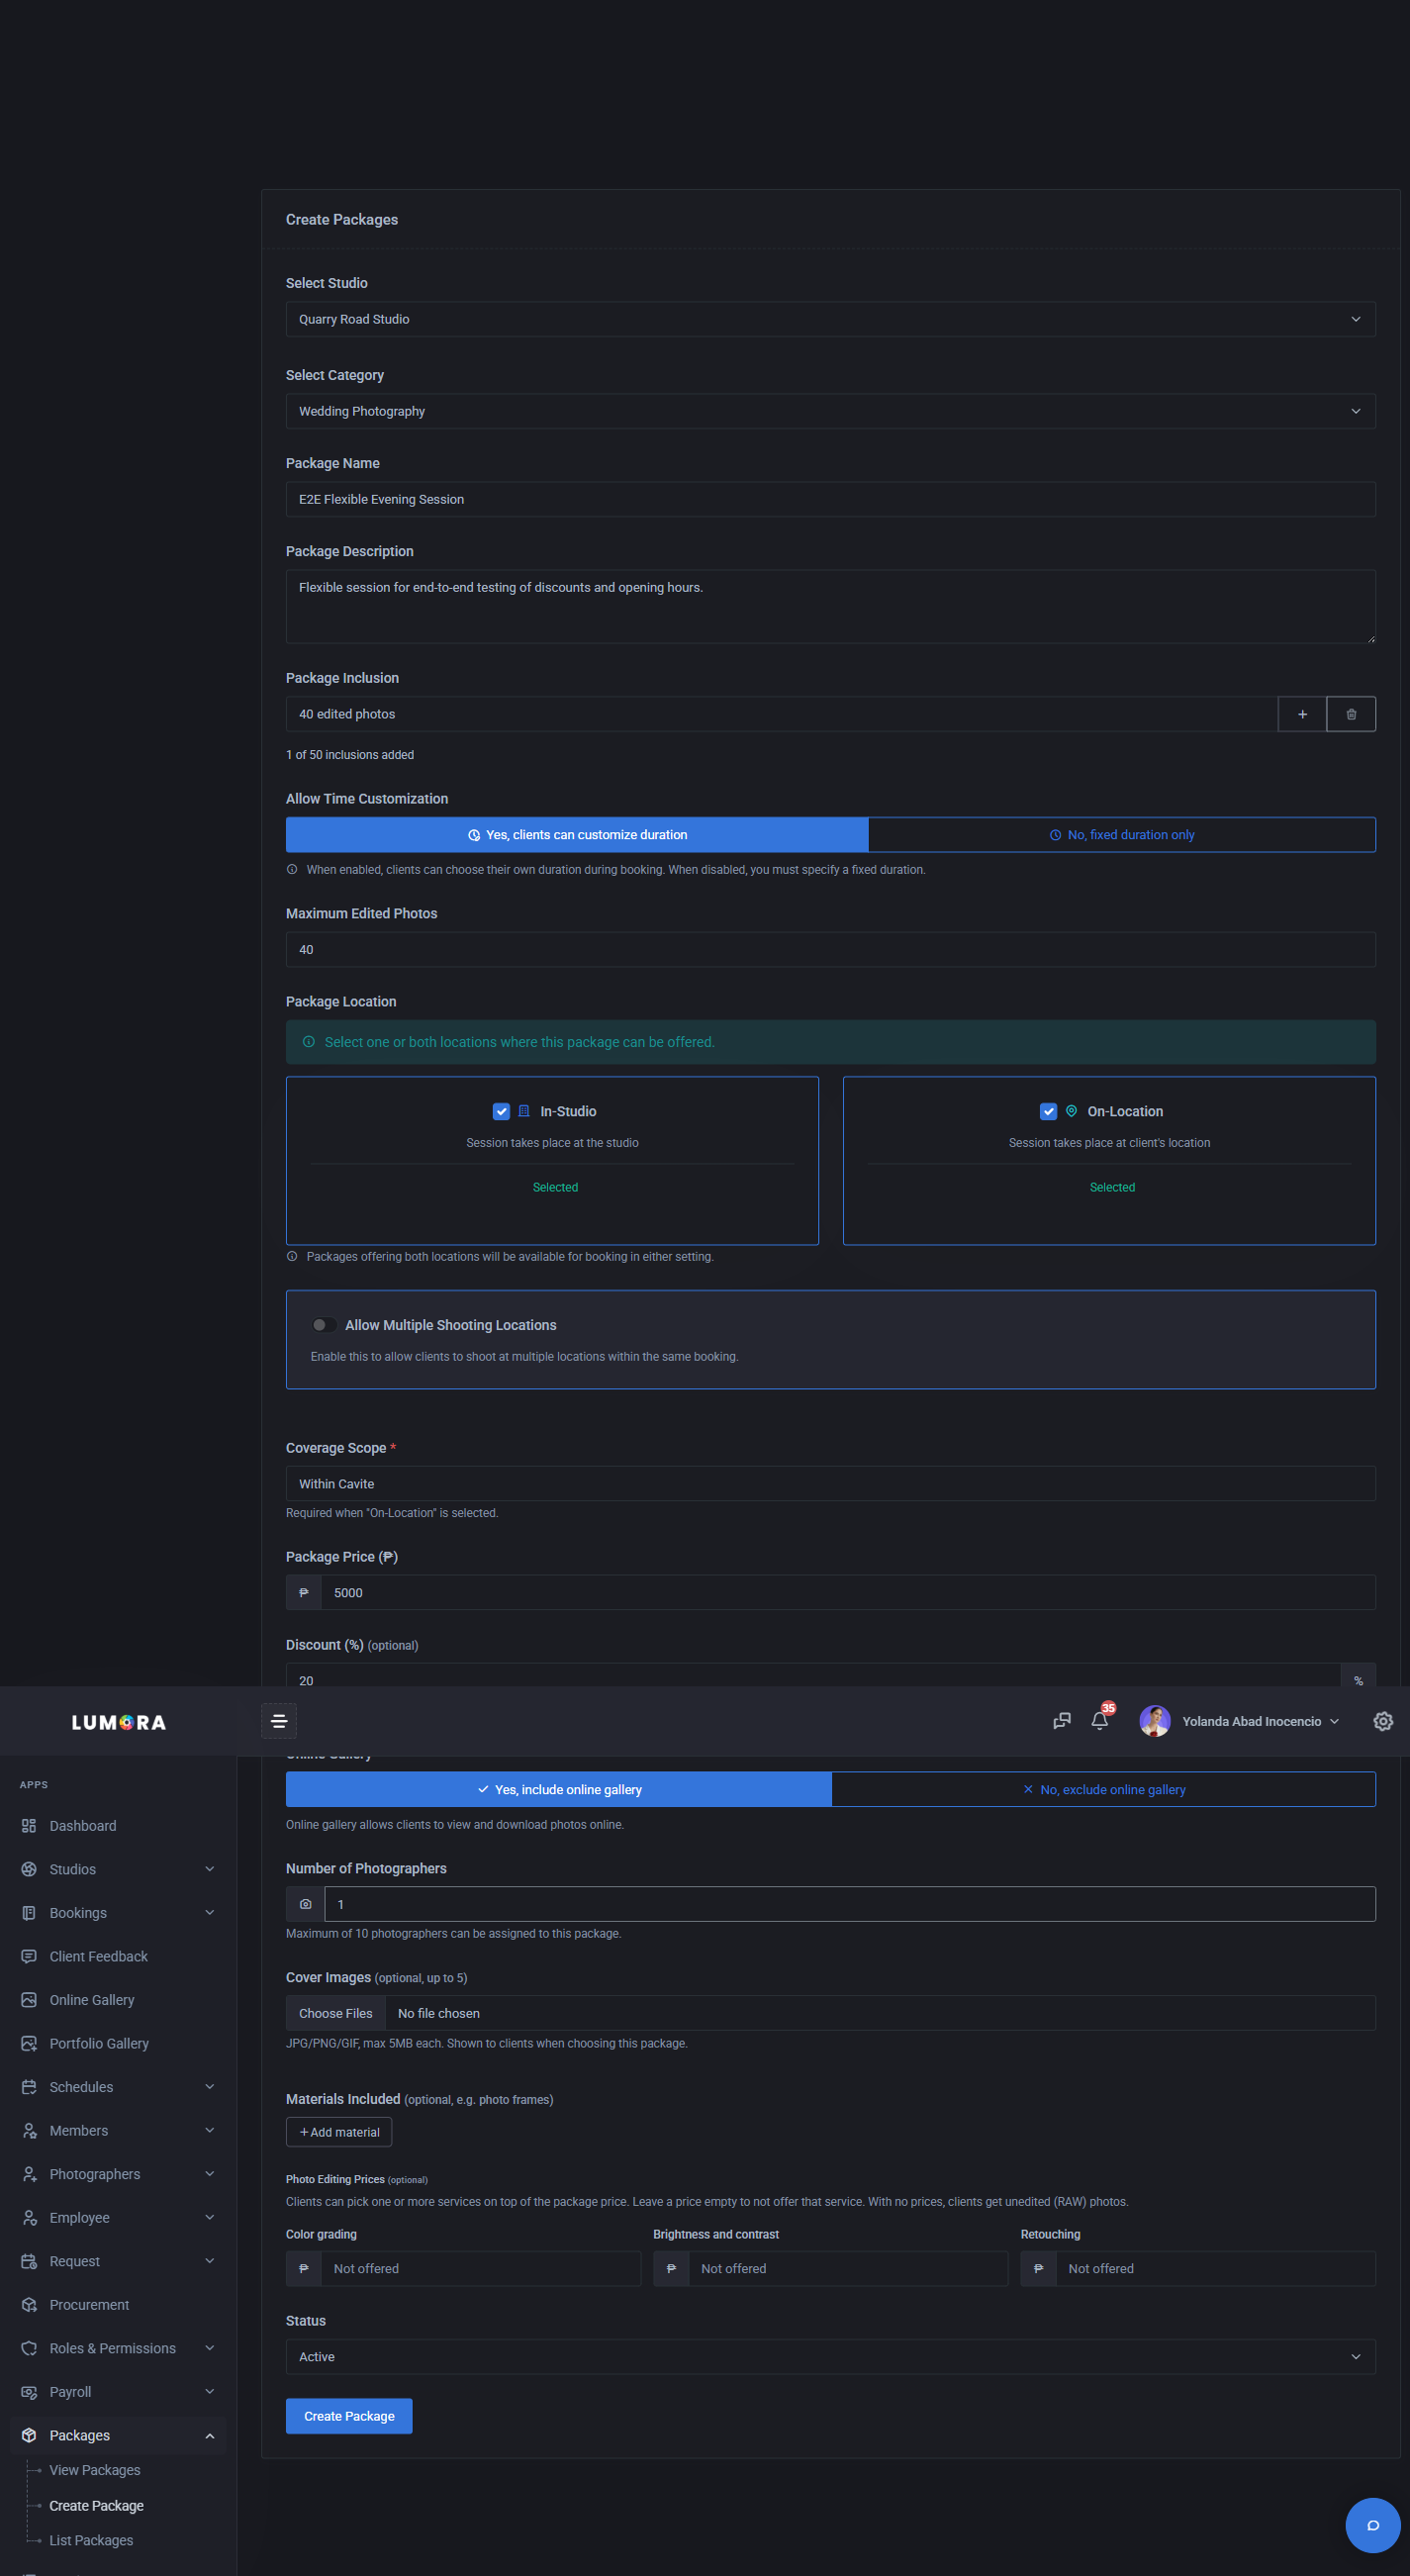 Create Packages
Select Studio
Quarry Road Studio
Select Category
Wedding Photography
Package Name
E2E Flexible Evening Session
Package Description
Flexible session for end-to-end testing of discounts and opening hours.
Package Inclusion
40 edited photos
1 of 50 inclusions added
Allow Time Customization
Yes, clients can customize duration
No, fixed duration only
When enabled, clients can choose their own duration during booking. When disabled, you must specify a fixed duration.
Maximum Edited Photos
40
Package Location
Select one or both locations where this package can be offered.
In-Studio
Session takes place at the studio
Selected
On-Location
Session takes place at client's location
Selected
Packages offering both locations will be available for booking in either setting.
Allow Multiple Shooting Locations
Enable this to allow clients to shoot at multiple locations within the same booking.
Coverage Scope *
Within Cavite
Required when "On-Location" is selected.
Package Price (₱)
₱ 5000
Discount (%) (optional)
20 %
LUMORA
35
Yolanda Abad Inocencio
APPS
Dashboard
Studios
Bookings
Client Feedback
Online Gallery
Portfolio Gallery
Schedules
Members
Photographers
Employee
Request
Procurement
Roles & Permissions
Payroll
Packages
View Packages
Create Package
List Packages
Online Gallery
Yes, include online gallery
No, exclude online gallery
Online gallery allows clients to view and download photos online.
Number of Photographers
1
Maximum of 10 photographers can be assigned to this package.
Cover Images (optional, up to 5)
Choose Files No file chosen
JPG/PNG/GIF, max 5MB each. Shown to clients when choosing this package.
Materials Included (optional, e.g. photo frames)
+ Add material
Photo Editing Prices (optional)
Clients can pick one or more services on top of the package price. Leave a price empty to not offer that service. With no prices, clients get unedited (RAW) photos.
Color grading
₱ Not offered
Brightness and contrast
₱ Not offered
Retouching
₱ Not offered
Status
Active
Create Package